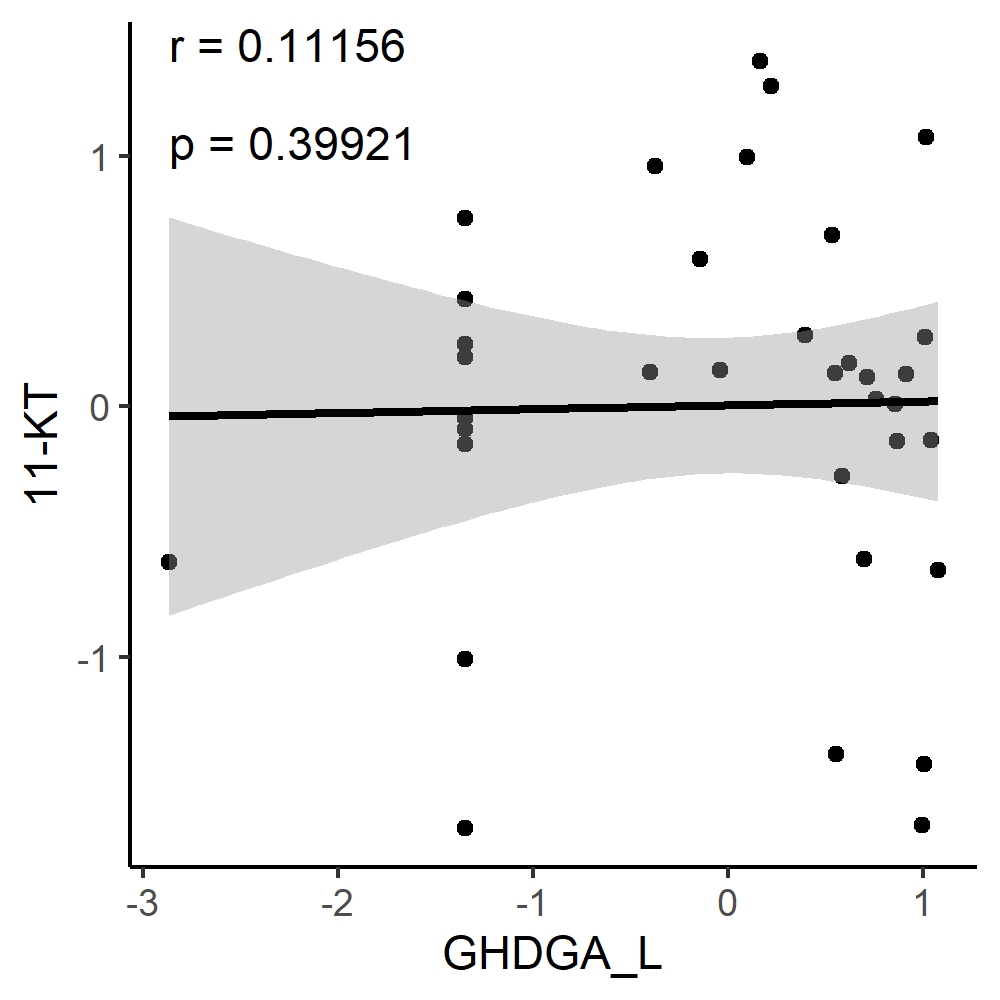 r = 0.11156
p = 0.39921
1
0
-1
11-KT
-3 -2 -1 0 1
GHDGA_L